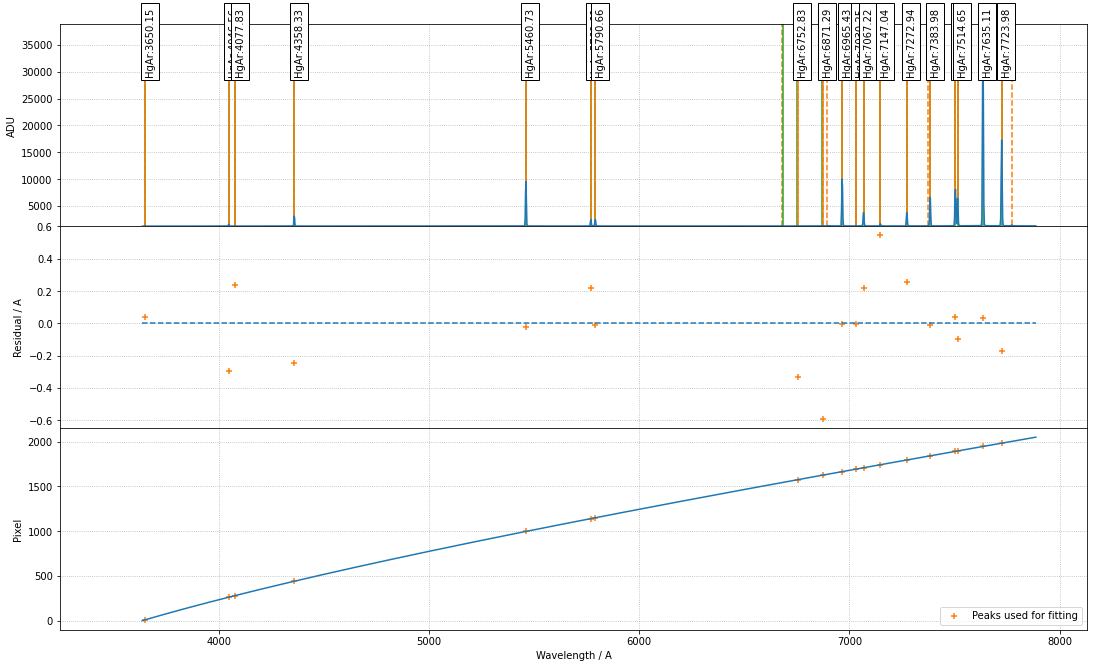 HgAr:3650.15
HgAr:4077.83
HgAr:4358.33
HgAr:5460.73
HgAr:5790.66
HgAr:6752.83
HgAr:6871.29
HgAr:6965.43
HgAr:7067.22
HgAr:7147.04
HgAr:7272.94
HgAr:7383.98
HgAr:7514.65
HgAr:7635.11
HgAr:7723.98
ADU
35000
30000
25000
20000
15000
10000
5000
Residual / A
0.6
0.4
0.2
0.0
−0.2
−0.4
−0.6
Pixel
2000
1500
1000
500
0
Peaks used for fitting
4000 5000 6000 7000 8000
Wavelength / A